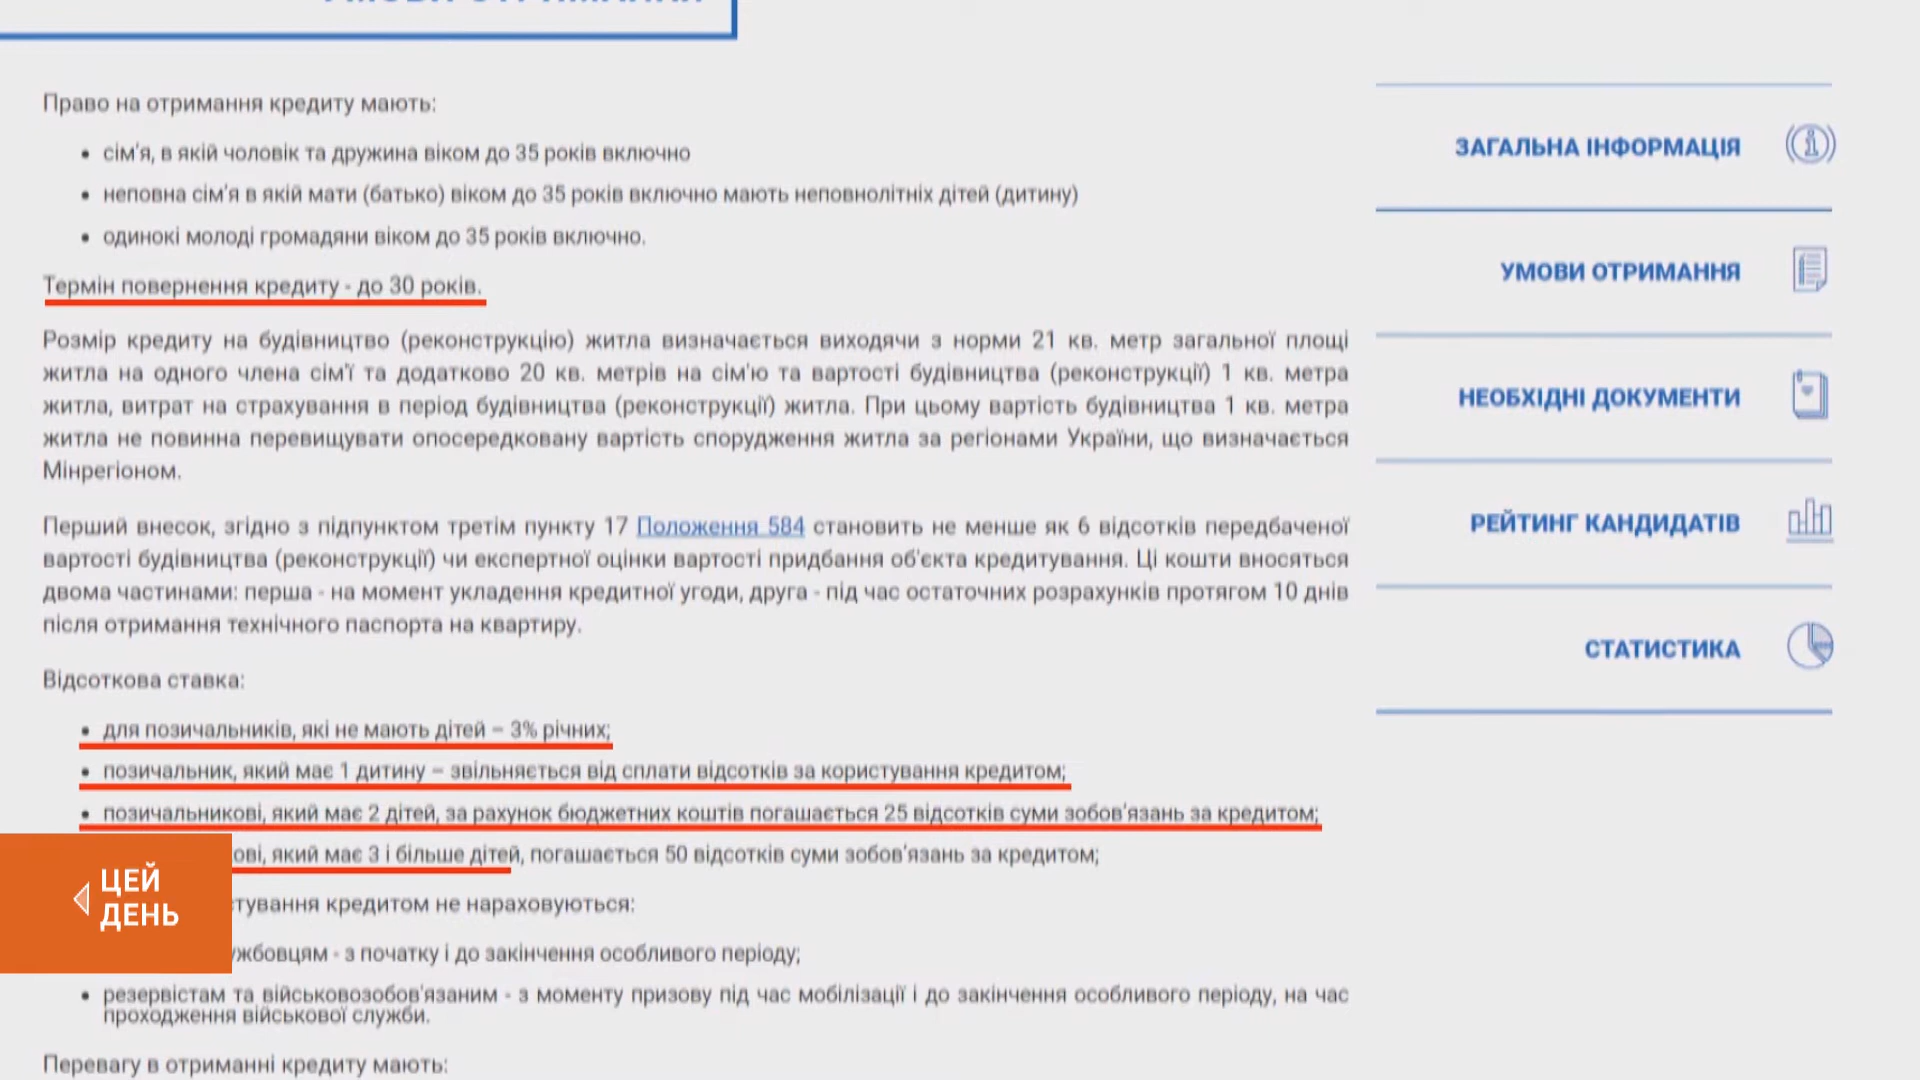 УМОВИ ОТРИМАННЯ
Право на отримання кредиту мають:
• сім'я, в якій чоловік та дружина віком до 35 років включно
• неповна сім'я в якій мати (батько) віком до 35 років включно мають неповнолітніх дітей (дитину)
• одинокі молоді громадяни віком до 35 років включно.
Термін повернення кредиту - до 30 років.
Розмір кредиту на будівництво (реконструкцію) житла визначається виходячи з норми 21 кв. метр загальної площі
житла на одного члена сім'ї та додатково 20 кв. метрів на сім'ю та вартості будівництва (реконструкції) 1 кв. метра
житла, витрат на страхування в період будівництва (реконструкції) житла. При цьому вартість будівництва 1 кв. метра
житла не повинна перевищувати опосередковану вартість спорудження житла за регіонами України, що визначається
Мінрегіоном.
Перший внесок, згідно з підпунктом третім пункту 17 Положення 584 становить не менше як 6 відсотків передбаченої
вартості будівництва (реконструкції) чи експертної оцінки вартості придбання об'єкта кредитування. Ці кошти вносяться
двома частинами: перша - на момент укладення кредитної угоди, друга - під час остаточних розрахунків протягом 10 днів
після отримання технічного паспорта на квартиру.
Відсоткова ставка:
• для позичальників, які не мають дітей – 3% річних;
• позичальник, який має 1 дитину – звільняється від сплати відсотків за користування кредитом;
• позичальникові, який має 2 дітей, за рахунок бюджетних коштів погашається 25 відсотків суми зобов'язань за кредитом;
ові, який має 3 і більше дітей, погашається 50 відсотків суми зобов'язань за кредитом;
стування кредитом не нараховуються:
ужбовцям - з початку і до закінчення особливого періоду;
• резервістам та військовозобов'язаним - з моменту призову під час мобілізації і до закінчення особливого періоду, на час
проходження військової служби.
Перевагу в отриманні кредиту мають:
ЗАГАЛЬНА ІНФОРМАЦІЯ
УМОВИ ОТРИМАННЯ
НЕОБХІДНІ ДОКУМЕНТИ
РЕЙТИНГ КАНДИДАТІВ
СТАТИСТИКА
ЦЕЙ
ДЕНЬ